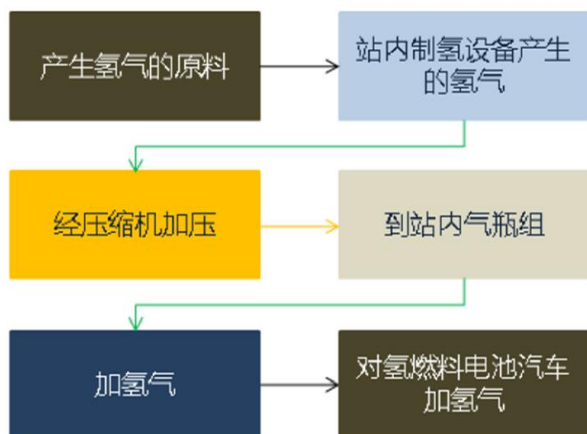 产生氢气的原料
站内制氢设备产生
的氢气
经压缩机加压
到站内气瓶组
加氢气
对氢燃料电池汽车
加氢气